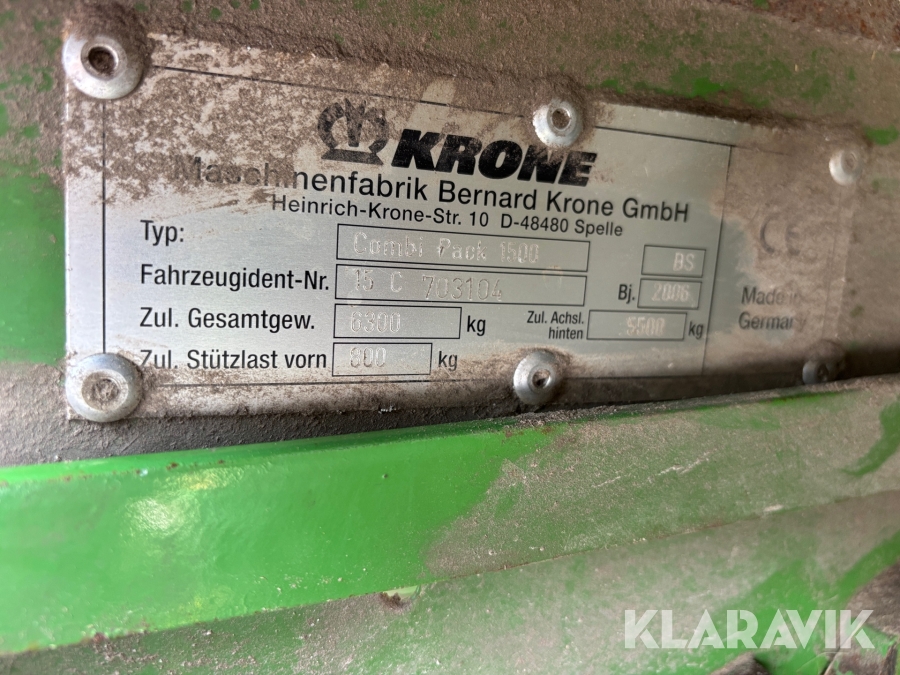 KRONE
Maschinenfabrik Bernard Krone GmbH
Heinrich-Krone-Str. 10 D-48480 Spelle
Typ: Combi Pack 1500 BS
Fahrzeugident-Nr. 15 C 703104 Bj. 2006
Zul. Gesamtgew. 6300 kg Zul. Achsl. hinten 5500 kg
Zul. Stützlast vorn 800 kg
CE
Made in
Germany
KLARAVIK